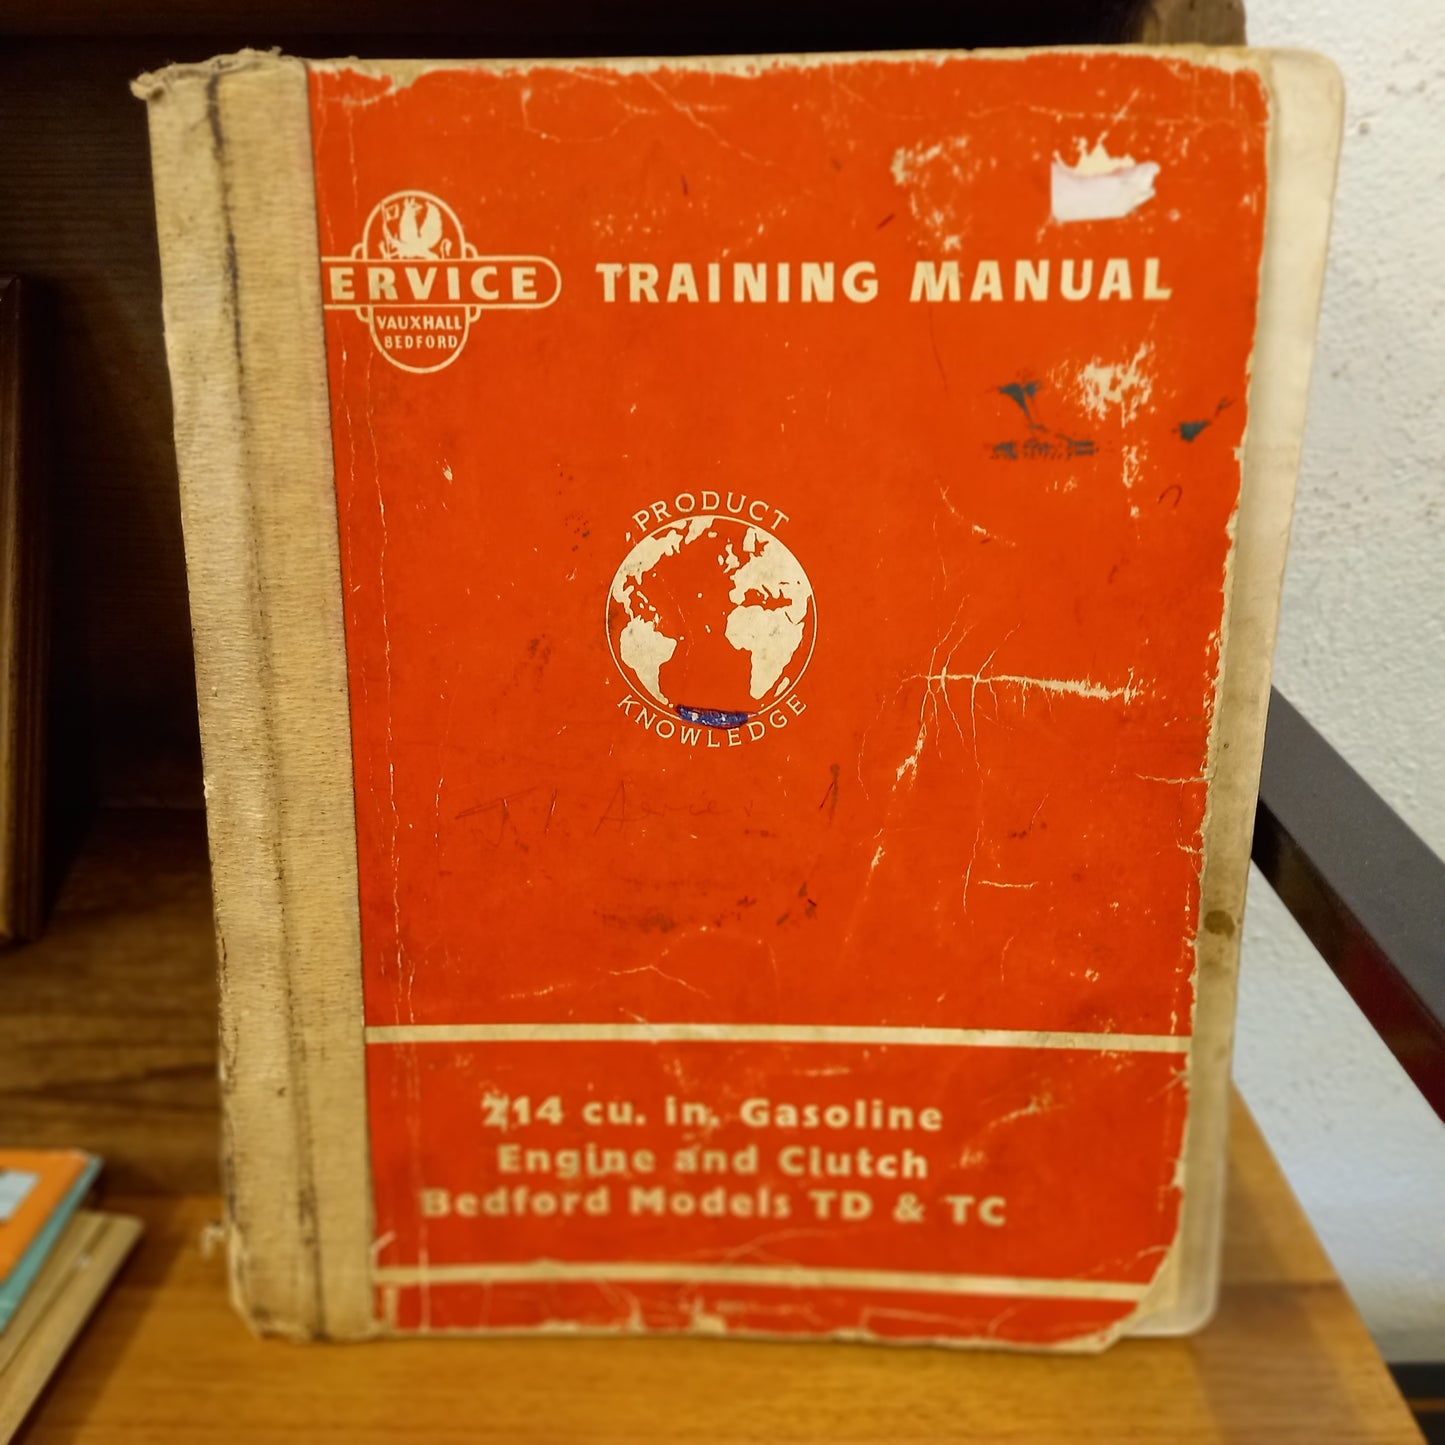 ERVICE TRAINING MANUAL
VAUXHALL
BEDFORD
PRODUCT
KNOWLEDGE
214 cu. in. Gasoline
Engine and Clutch
Bedford Models TD & TC